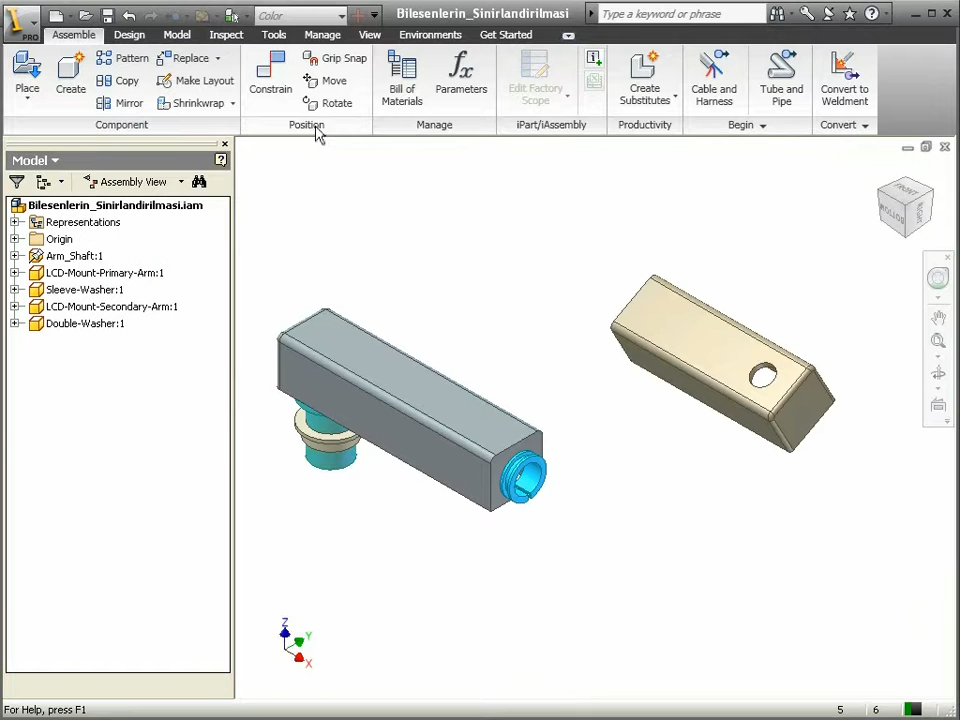 PRO
Color
Bilesenlerin_Sinirlandirilmasi
Type a keyword or phrase
Assemble Design Model Inspect Tools Manage View Environments Get Started
Place
Create
Pattern
Copy
Mirror
Replace
Make Layout
Shrinkwrap
Component
Constrain
Grip Snap
Move
Rotate
Position
Bill of Materials
Parameters
Manage
Edit Factory Scope
iPart/iAssembly
Create Substitutes
Productivity
Cable and Harness
Tube and Pipe
Begin
Convert to Weldment
Convert
Model
Assembly View
Bilesenlerin_Sinirlandirilmasi.iam
Representations
Origin
Arm_Shaft:1
LCD-Mount-Primary-Arm:1
Sleeve-Washer:1
LCD-Mount-Secondary-Arm:1
Double-Washer:1
FRONT
BOTTOM
RIGHT
Z
Y
X
For Help, press F1
5 6